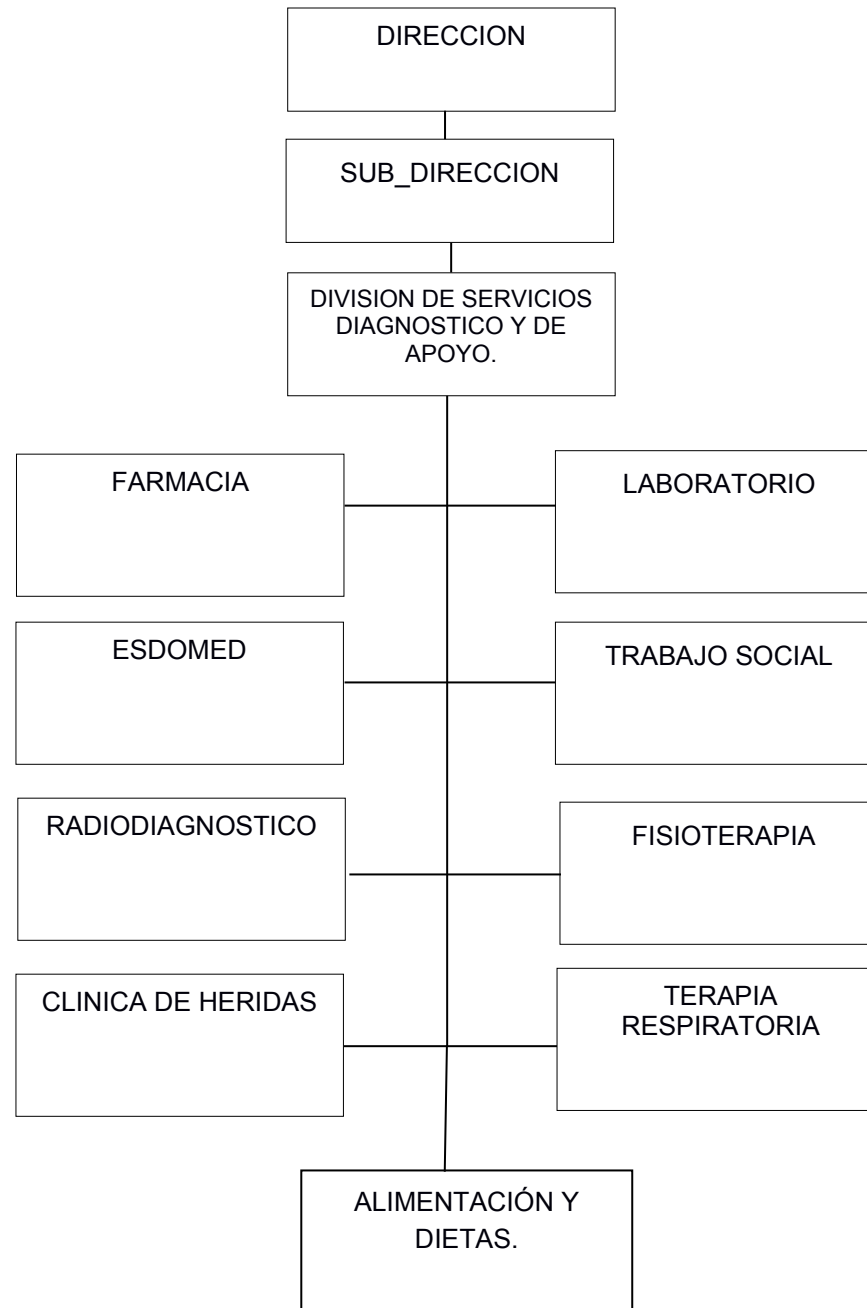 DIRECCION
SUB_DIRECCION
DIVISION DE SERVICIOS
DIAGNOSTICO Y DE
APOYO.
FARMACIA
LABORATORIO
ESDOMED
TRABAJO SOCIAL
RADIODIAGNOSTICO
FISIOTERAPIA
CLINICA DE HERIDAS
TERAPIA
RESPIRATORIA
ALIMENTACIÓN Y
DIETAS.